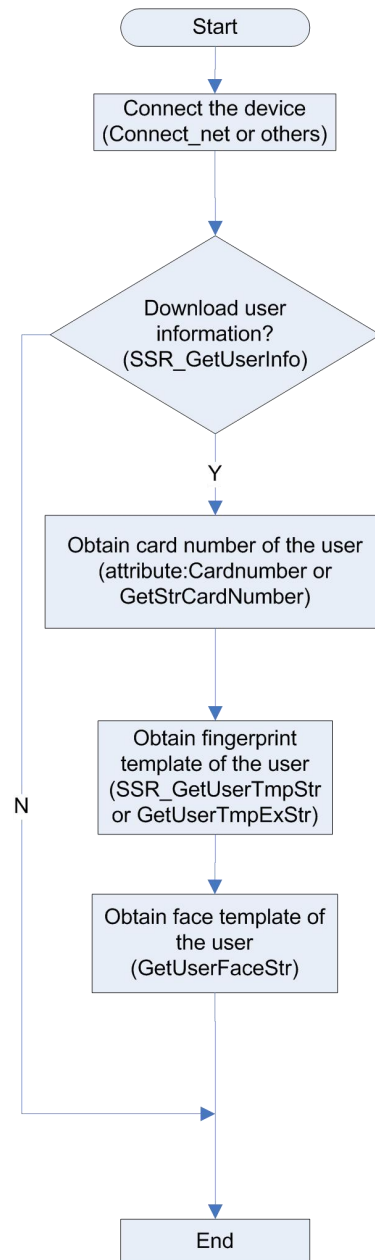 Start
Connect the device
(Connect_net or others)
Download user
information?
(SSR_GetUserInfo)
Y
Obtain card number of the user
(attribute:Cardnumber or
GetStrCardNumber)
Obtain fingerprint
template of the user
(SSR_GetUserTmpStr
or GetUserTmpExStr)
N
Obtain face template of
the user
(GetUserFaceStr)
End